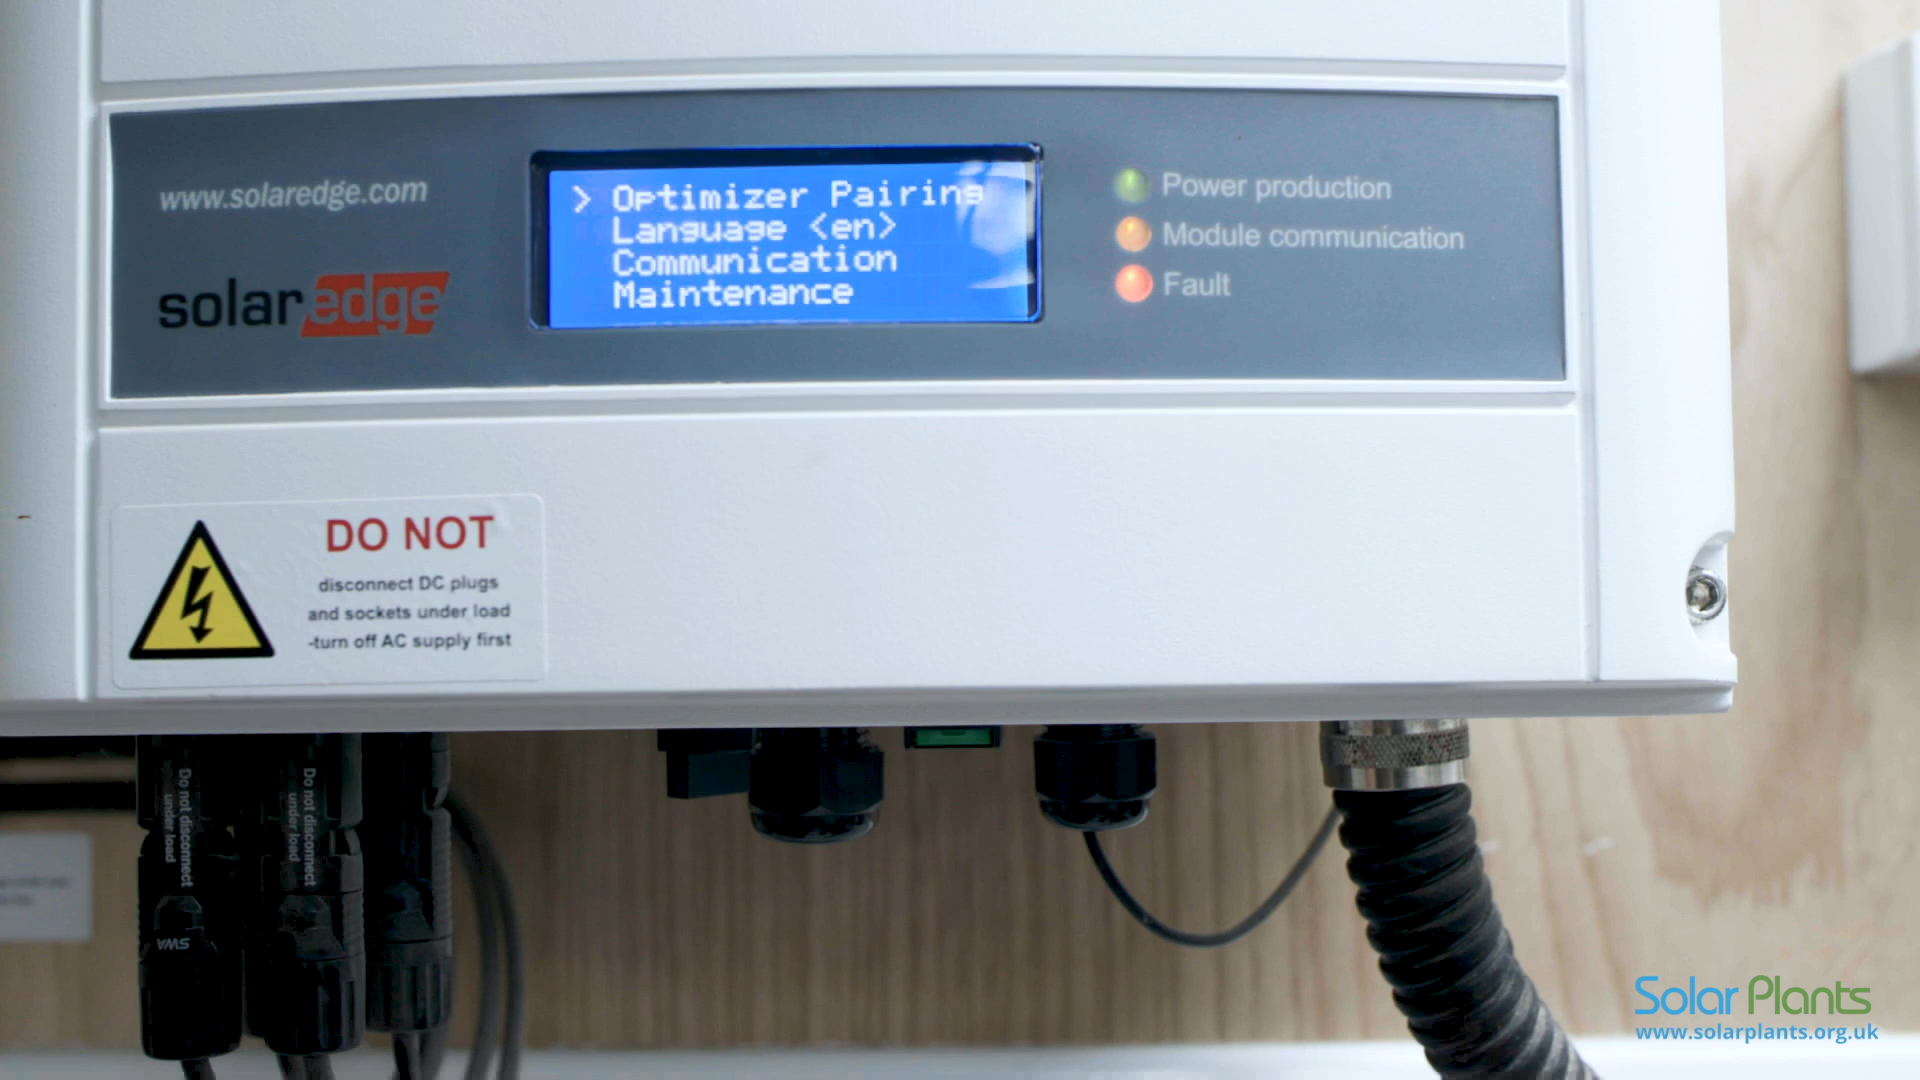 www.solaredge.com
solaredge
> Optimizer Pairing
Language <en>
Communication
Maintenance
Power production
Module communication
Fault
DO NOT
disconnect DC plugs
and sockets under load
-turn off AC supply first
Do not disconnect
under load
Do not disconnect
under load
SWA
Solar Plants
www.solarplants.org.uk